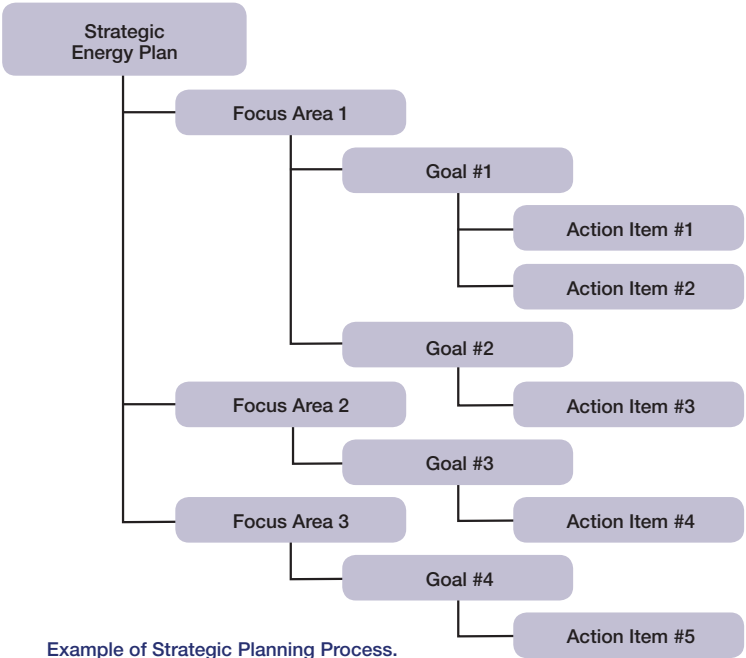 Strategic
Energy Plan
Focus Area 1
Goal #1
Action Item #1
Action Item #2
Goal #2
Action Item #3
Focus Area 2
Goal #3
Action Item #4
Focus Area 3
Goal #4
Action Item #5
Example of Strategic Planning Process.